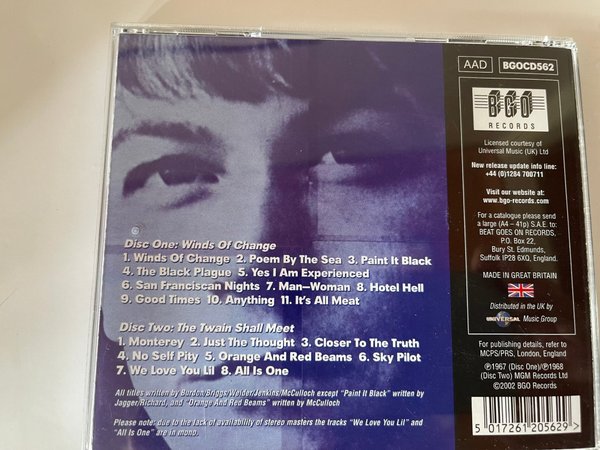 AAD BGOCD562
BGO
RECORDS
Licensed courtesy of
Universal Music (UK) Ltd
New release update info line:
+44 (0)1284 700711
Visit our website at:
www.bgo-records.com
For a catalogue please send
a large (A4 – 41p) S.A.E. to:
BEAT GOES ON RECORDS,
P.O. Box 22,
Bury St. Edmunds,
Suffolk IP28 6XQ, England.
MADE IN GREAT BRITAIN
Distributed in the UK by
UNIVERSAL Music Group
For publishing details, refer to
MCPS/PRS, London, England
℗1967 (Disc One)/℗1968
(Disc Two) MGM Records Ltd
©2002 BGO Records
5 017261 205629 >
Disc One: Winds Of Change
1. Winds Of Change 2. Poem By The Sea 3. Paint It Black
4. The Black Plague 5. Yes I Am Experienced
6. San Franciscan Nights 7. Man–Woman 8. Hotel Hell
9. Good Times 10. Anything 11. It's All Meat
Disc Two: The Twain Shall Meet
1. Monterey 2. Just The Thought 3. Closer To The Truth
4. No Self Pity 5. Orange And Red Beams 6. Sky Pilot
7. We Love You Lil 8. All Is One
All titles written by Burdon/Briggs/Weider/Jenkins/McCulloch except "Paint It Black" written by
Jagger/Richard, and "Orange And Red Beams" written by McCulloch
Please note: due to the lack of availability of stereo masters the tracks "We Love You Lil" and
"All Is One" are in mono.